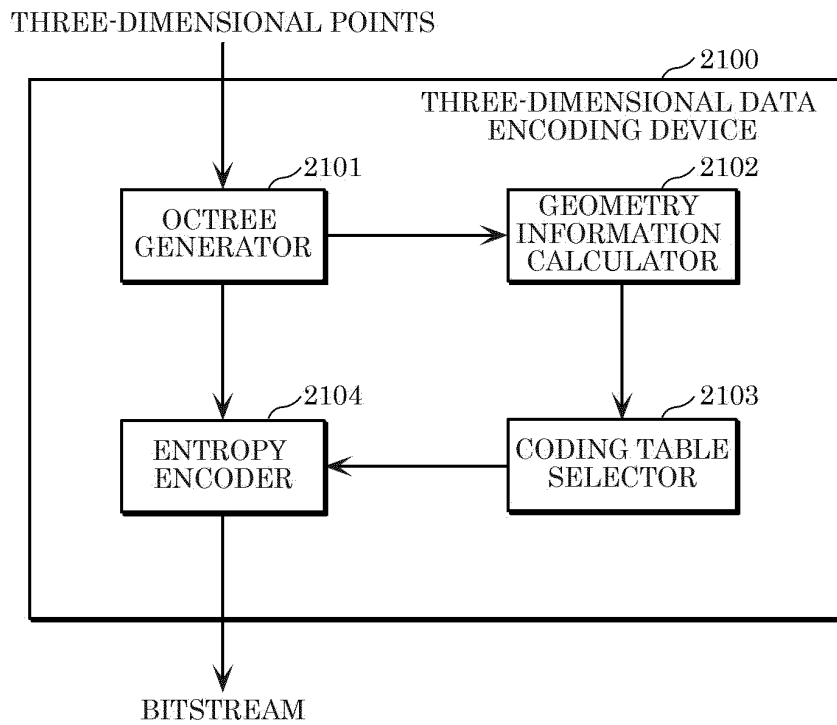 THREE-DIMENSIONAL POINTS
2100
THREE-DIMENSIONAL DATA
ENCODING DEVICE
2101
OCTREE
GENERATOR
2102
GEOMETRY
INFORMATION
CALCULATOR
2104
ENTROPY
ENCODER
2103
CODING TABLE
SELECTOR
BITSTREAM